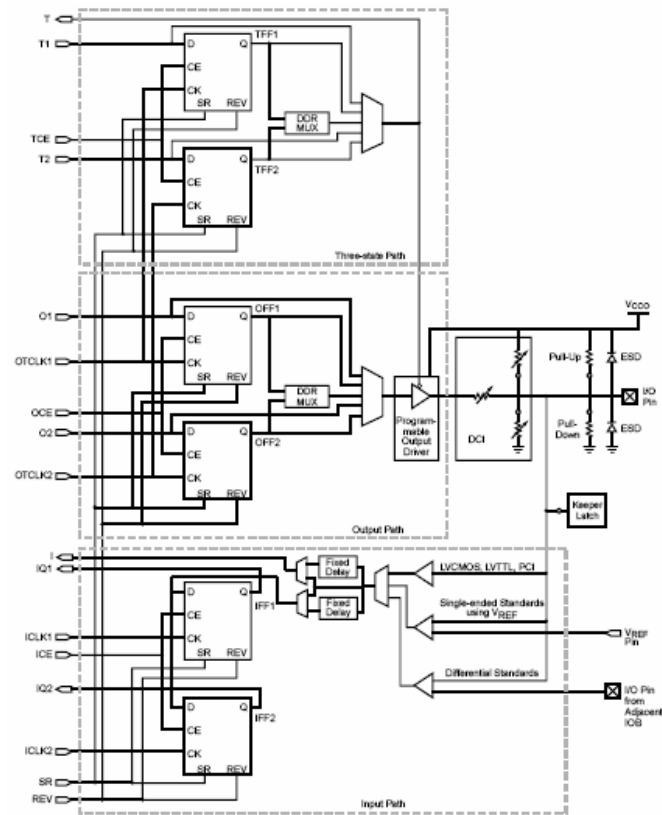 T
T1
D Q TFF1
CE
CK
SR REV
DDR
MUX
TCE
T2
D Q
TFF2
CE
CK
SR REV
Three-state Path
O1
D Q OFF1
CE
OTCLK1
CK
SR REV
DDR
MUX
OCE
O2
D Q
OFF2
CE
OTCLK2
CK
SR REV
Output Path
Program-
mable
Output
Driver
DCI
VCCO
Pull-Up
ESD
I/O
Pin
Pull-
Down
ESD
Keeper
Latch
I
IQ1
Fixed
Delay
LVCMOS, LVTTL, PCI
D Q
IFF1
Fixed
Delay
CE
Single-ended Standards
using VREF
ICLK1
CK
VREF
Pin
ICE
SR REV
Differential Standards
IQ2
D Q
IFF2
I/O Pin
from
Adjacent
IOB
CE
ICLK2
CK
SR REV
SR
REV
Input Path